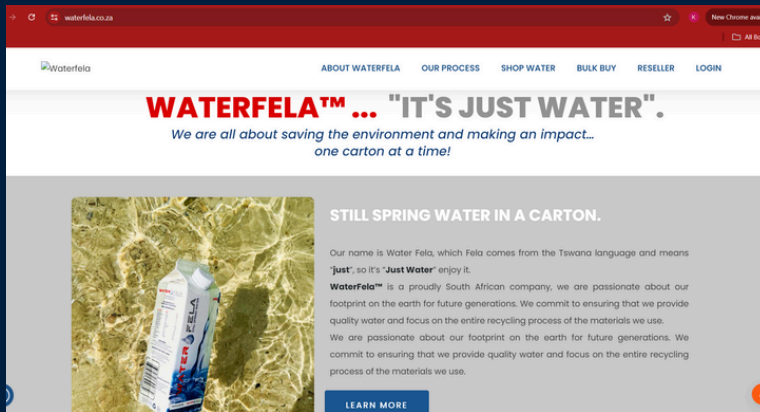 waterfela.co.za
K
New Chrome avai
All Bo
Waterfela
ABOUT WATERFELA OUR PROCESS SHOP WATER BULK BUY RESELLER LOGIN
WATERFELA™ ... "IT'S JUST WATER".
We are all about saving the environment and making an impact...
one carton at a time!
STILL SPRING WATER IN A CARTON.
Our name is Water Fela, which Fela comes from the Tswana language and means
"just", so it's "Just Water" enjoy it.
WaterFela™ is a proudly South African company, we are passionate about our
footprint on the earth for future generations. We commit to ensuring that we provide
quality water and focus on the entire recycling process of the materials we use.
We are passionate about our footprint on the earth for future generations. We
commit to ensuring that we provide quality water and focus on the entire recycling
process of the materials we use.
WATER FELA
LEARN MORE